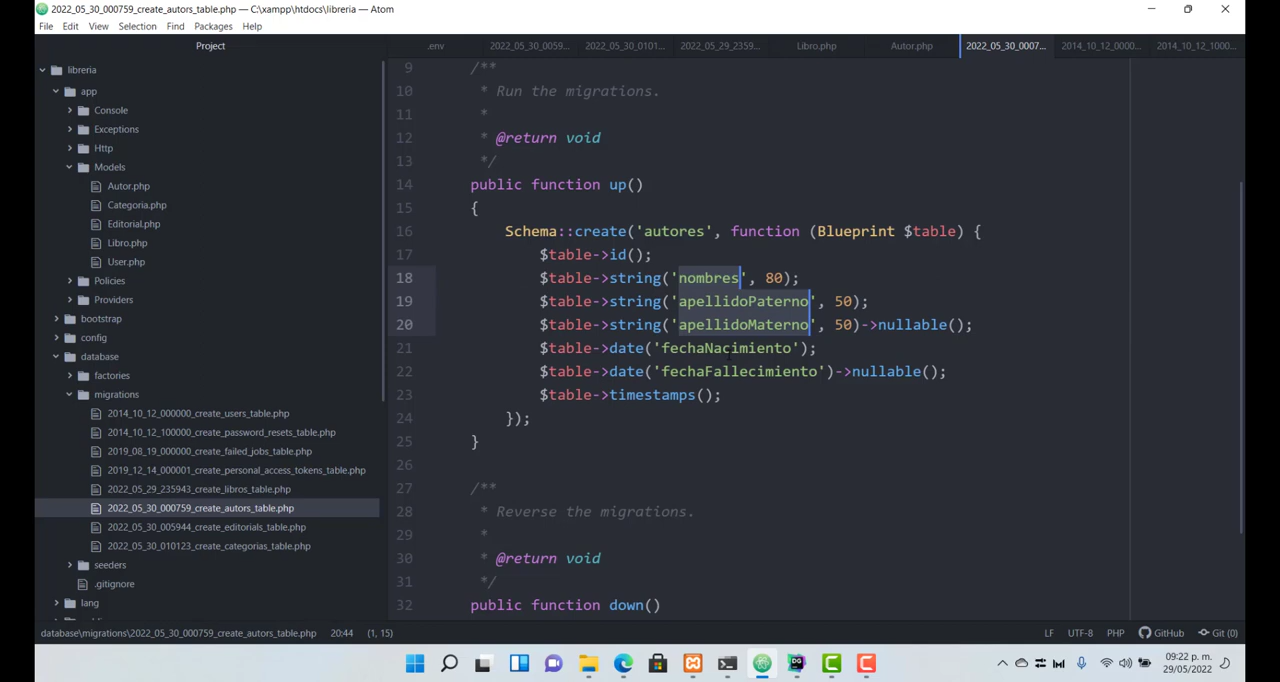 2022_05_30_000759_create_autors_table.php — C:\xampp\htdocs\libreria — Atom
File Edit View Selection Find Packages Help
Project
.env 2022_05_30_0059... 2022_05_30_0101... 2022_05_29_2359... Libro.php Autor.php 2022_05_30_0007... 2014_10_12_0000... 2014_10_12_1000...
libreria
app
Console
Exceptions
Http
Models
Autor.php
Categoria.php
Editorial.php
Libro.php
User.php
Policies
Providers
bootstrap
config
database
factories
migrations
2014_10_12_000000_create_users_table.php
2014_10_12_100000_create_password_resets_table.php
2019_08_19_000000_create_failed_jobs_table.php
2019_12_14_000001_create_personal_access_tokens_table.php
2022_05_29_235943_create_libros_table.php
2022_05_30_000759_create_autors_table.php
2022_05_30_005944_create_editorials_table.php
2022_05_30_010123_create_categorias_table.php
seeders
.gitignore
lang
9 /**
10 * Run the migrations.
11 *
12 * @return void
13 */
14 public function up()
15 {
16 Schema::create('autores', function (Blueprint $table) {
17 $table->id();
18 $table->string('nombres', 80);
19 $table->string('apellidoPaterno', 50);
20 $table->string('apellidoMaterno', 50)->nullable();
21 $table->date('fechaNacimiento');
22 $table->date('fechaFallecimiento')->nullable();
23 $table->timestamps();
24 });
25 }
26
27 /**
28 * Reverse the migrations.
29 *
30 * @return void
31 */
32 public function down()
database\migrations\2022_05_30_000759_create_autors_table.php 20:44 (1, 15) LF UTF-8 PHP GitHub Git (0)
09:22 p. m.
29/05/2022